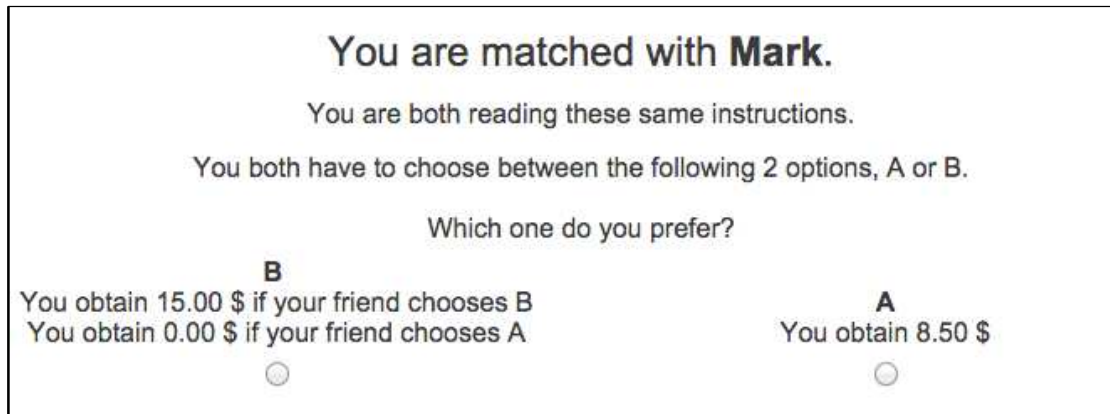 You are matched with Mark.
You are both reading these same instructions.
You both have to choose between the following 2 options, A or B.
Which one do you prefer?
B
You obtain 15.00 $ if your friend chooses B
You obtain 0.00 $ if your friend chooses A
A
You obtain 8.50 $